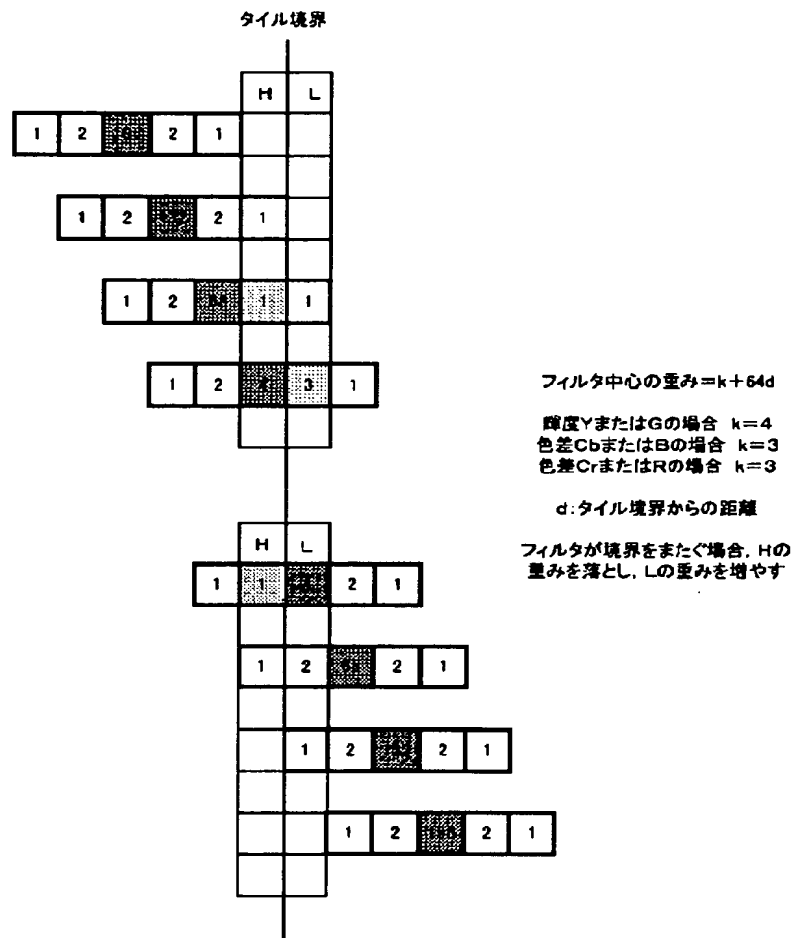 タイル境界
H L
1 2 2 1
1 2 2 1
1 2 1 1
1 2 3 1
フィルタ中心の重み=k+64d
輝度YまたはGの場合 k=4
色差CbまたはBの場合 k=3
色差CrまたはRの場合 k=3
d:タイル境界からの距離
フィルタが境界をまたぐ場合,Hの
重みを落とし,Lの重みを増やす
H L
1 1 2 1
1 2 2 1
1 2 2 1
1 2 2 1